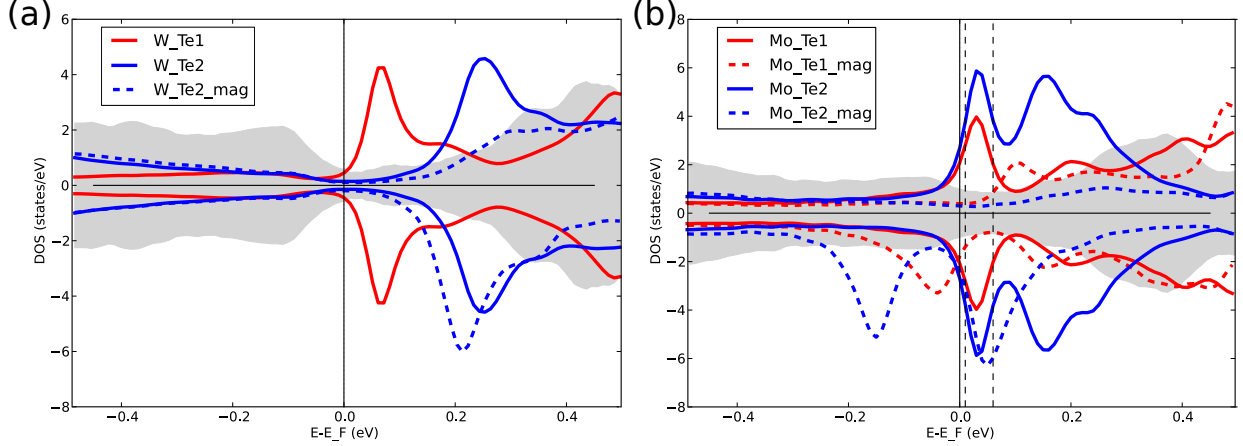 (a)
6
4
2
0
−2
−4
−6
−8
DOS (states/eV)
W_Te1
W_Te2
W_Te2_mag
−0.4
−0.2
0.0
0.2
0.4
E-E_F (eV)
(b)
8
6
4
2
0
−2
−4
−6
−8
DOS (states/eV)
Mo_Te1
Mo_Te1_mag
Mo_Te2
Mo_Te2_mag
−0.4
−0.2
0.0
0.2
0.4
E-E_F (eV)